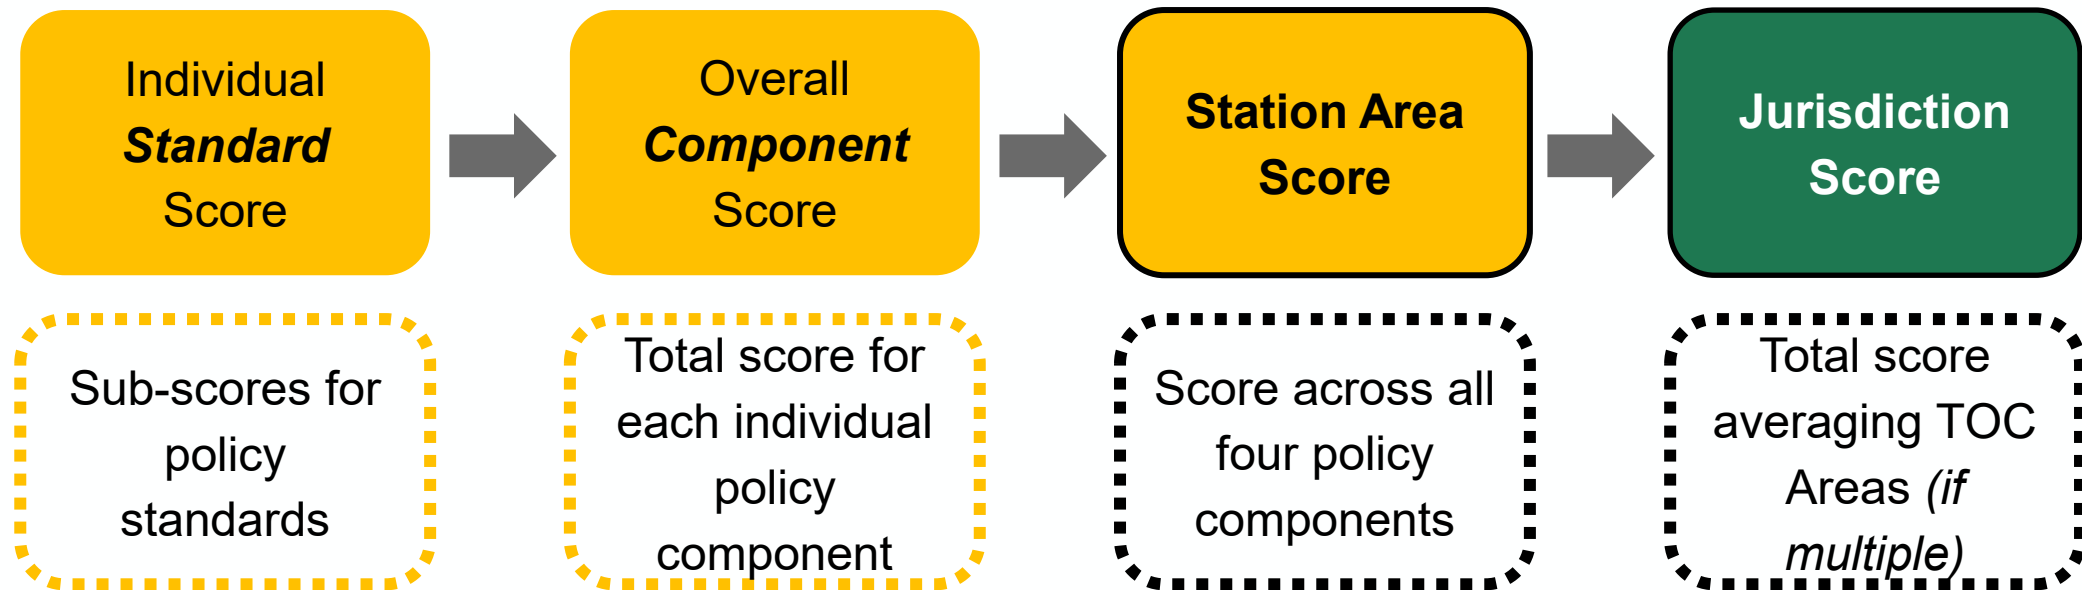 Individual
Standard
Score
Overall
Component
Score
Station Area
Score
Jurisdiction
Score
Sub-scores for
policy
standards
Total score for
each individual
policy
component
Score across all
four policy
components
Total score
averaging TOC
Areas (if
multiple)